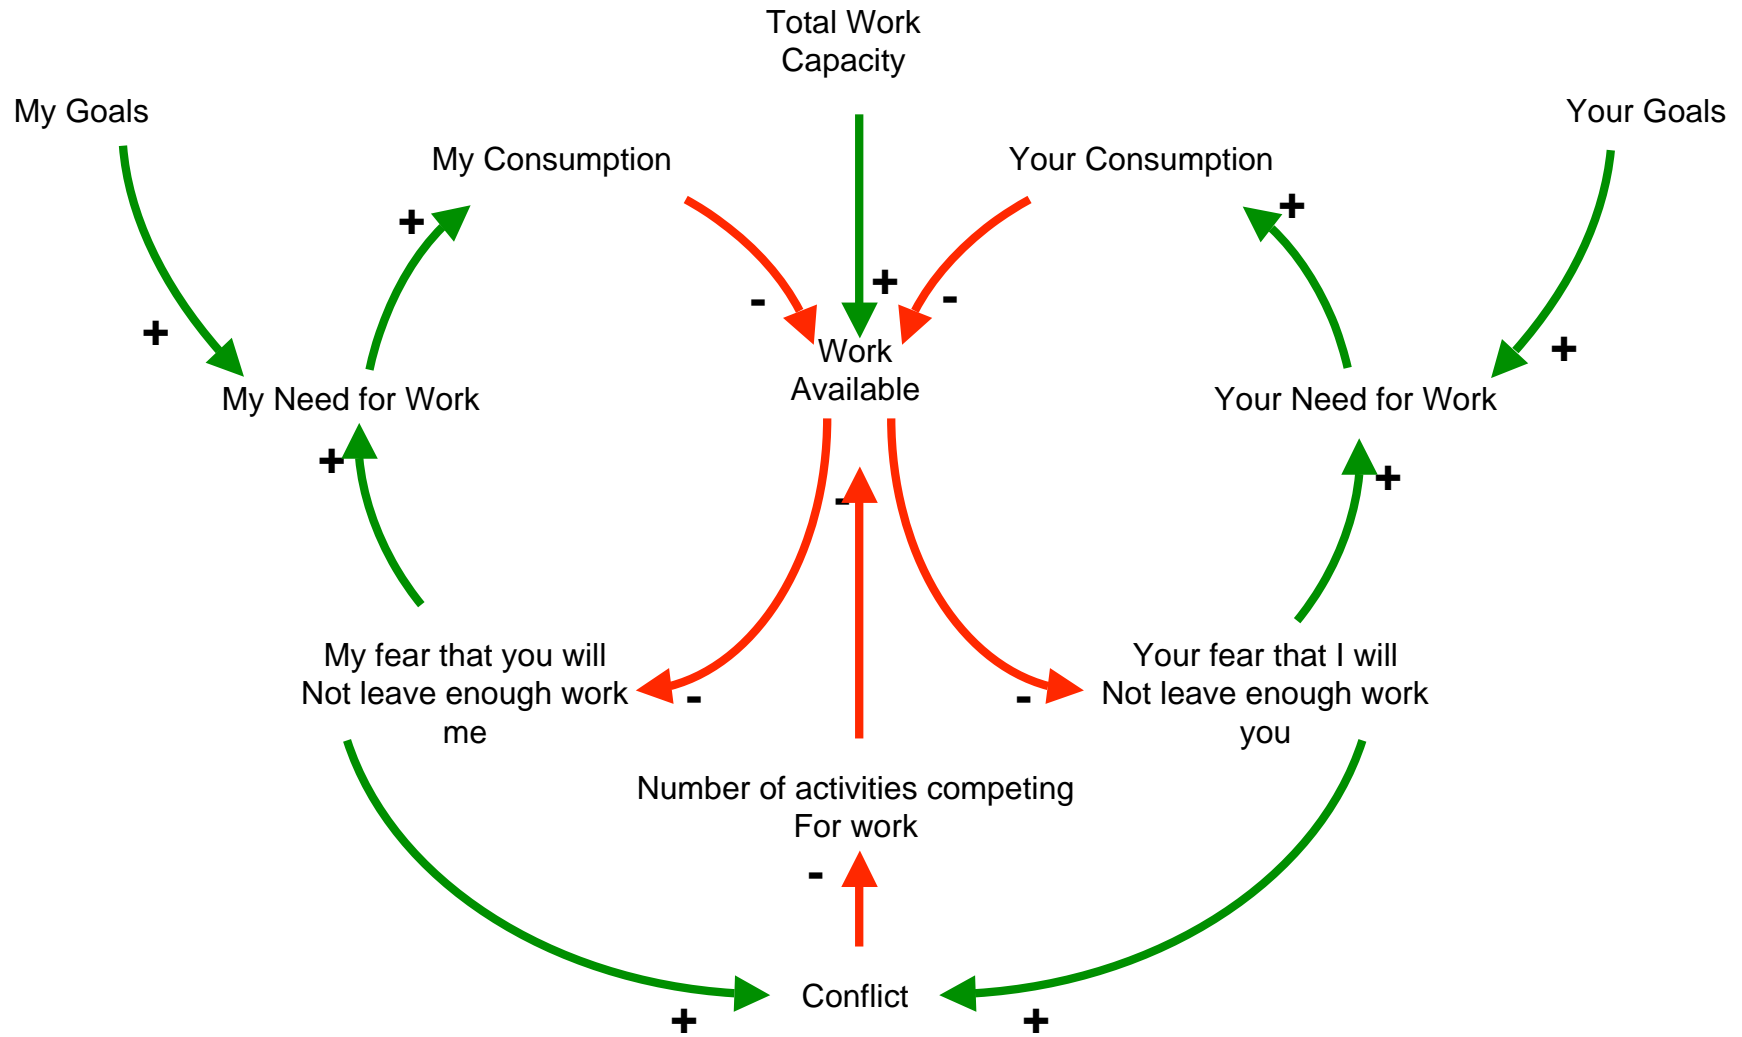 Total Work
Capacity
My Goals
Your Goals
My Consumption
Your Consumption
+
+
+
-
-
+
+
Work
Available
My Need for Work
Your Need for Work
+
+
-
My fear that you will
Not leave enough work
me
-
-
Your fear that I will
Not leave enough work
you
Number of activities competing
For work
-
Conflict
+
+